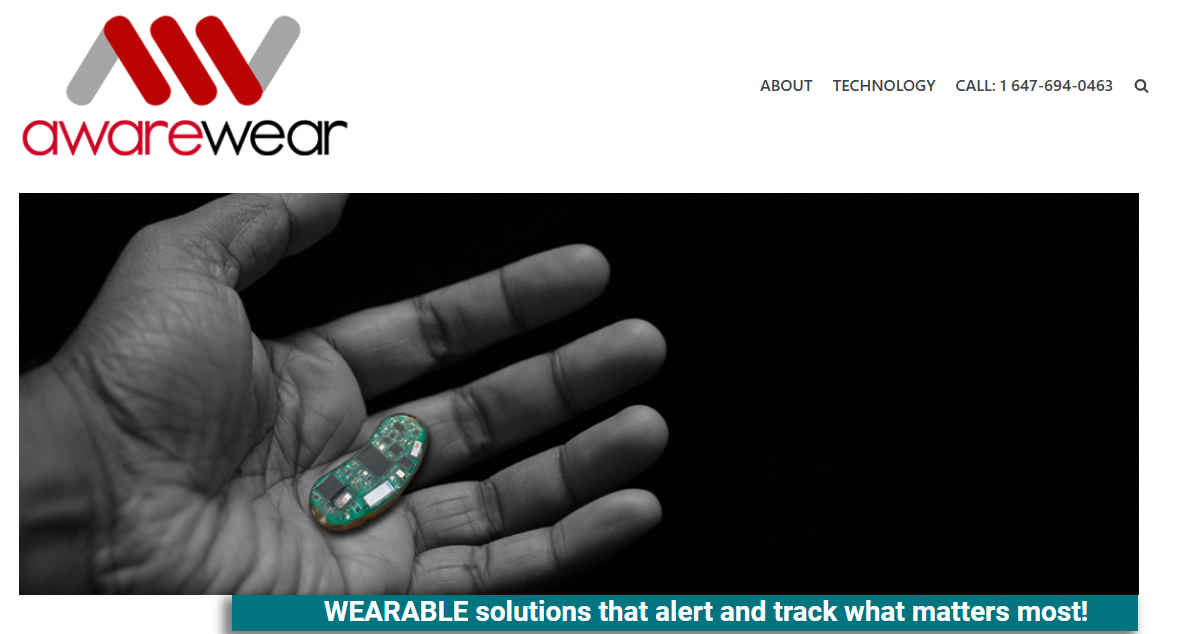 awarewear
ABOUT TECHNOLOGY CALL: 1 647-694-0463
WEARABLE solutions that alert and track what matters most!